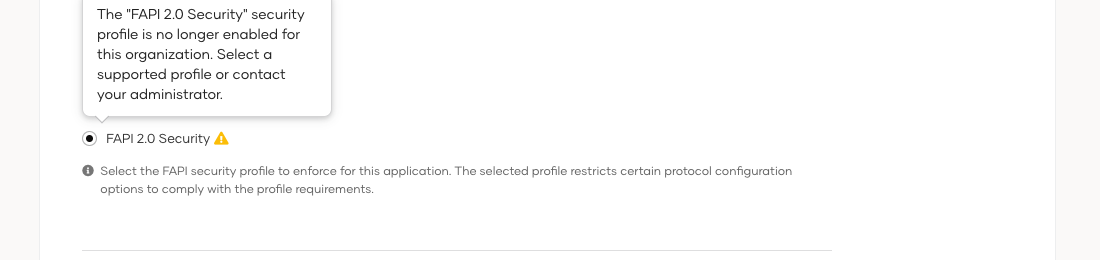 The "FAPI 2.0 Security" security
profile is no longer enabled for
this organization. Select a
supported profile or contact
your administrator.
FAPI 2.0 Security
Select the FAPI security profile to enforce for this application. The selected profile restricts certain protocol configuration
options to comply with the profile requirements.